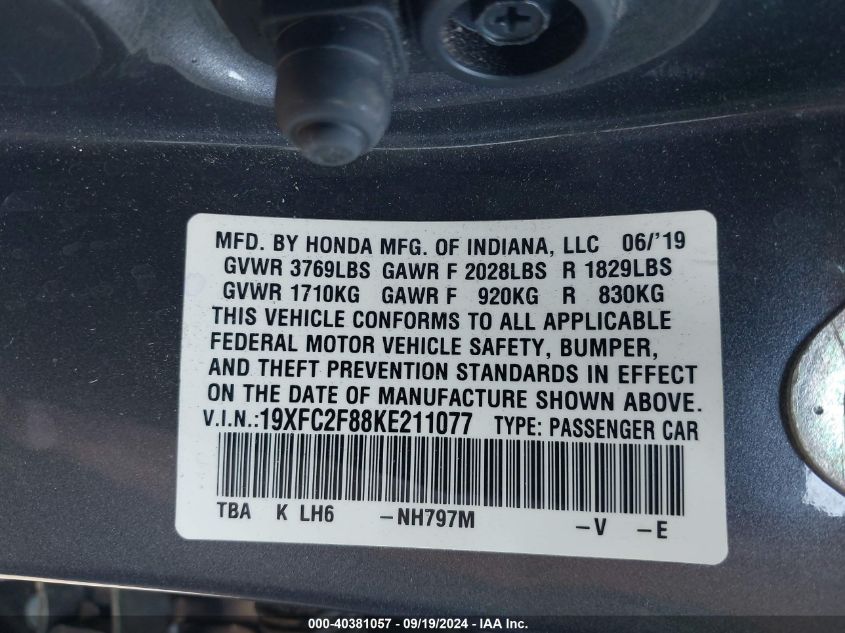 MFD. BY HONDA MFG. OF INDIANA, LLC 06/'19
GVWR 3769LBS GAWR F 2028LBS R 1829LBS
GVWR 1710KG GAWR F 920KG R 830KG
THIS VEHICLE CONFORMS TO ALL APPLICABLE
FEDERAL MOTOR VEHICLE SAFETY, BUMPER,
AND THEFT PREVENTION STANDARDS IN EFFECT
ON THE DATE OF MANUFACTURE SHOWN ABOVE.
V.I.N.:19XFC2F88KE211077 TYPE: PASSENGER CAR
TBA K LH6 -NH797M -V -E
<<< 00-40381057 - 09/19/2024 - IAA Inc.